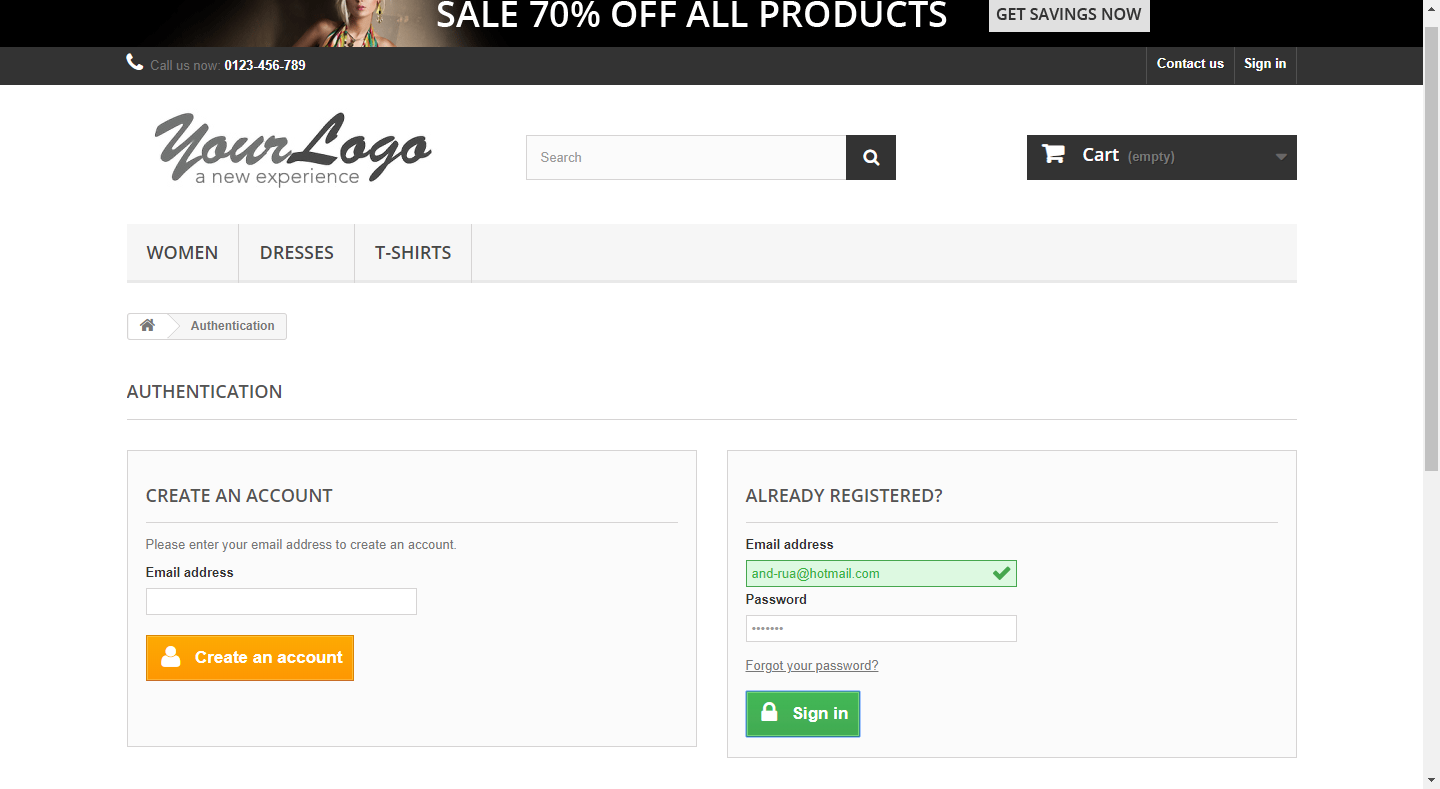 SALE 70% OFF ALL PRODUCTS GET SAVINGS NOW
Call us now: 0123-456-789 Contact us Sign in
YourLogo
a new experience
Search
Cart (empty)
WOMEN DRESSES T-SHIRTS
Authentication
AUTHENTICATION
CREATE AN ACCOUNT
Please enter your email address to create an account.
Email address
Create an account
ALREADY REGISTERED?
Email address
and-rua@hotmail.com
Password
•••••••
Forgot your password?
Sign in